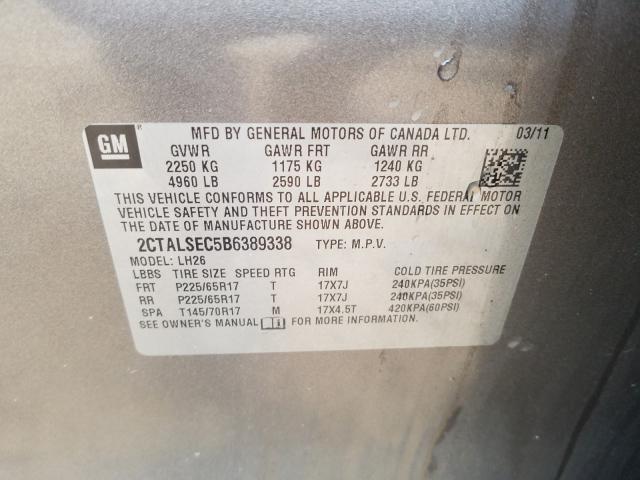 GM
MFD BY GENERAL MOTORS OF CANADA LTD. 03/11
GVWR GAWR FRT GAWR RR
2250 KG 1175 KG 1240 KG
4960 LB 2590 LB 2733 LB
THIS VEHICLE CONFORMS TO ALL APPLICABLE U.S. FEDERAL MOTOR
VEHICLE SAFETY AND THEFT PREVENTION STANDARDS IN EFFECT ON
THE DATE OF MANUFACTURE SHOWN ABOVE.
2CTALSEC5B6389338 TYPE: M.P.V.
MODEL: LH26
LBBS TIRE SIZE SPEED RTG RIM COLD TIRE PRESSURE
FRT P225/65R17 T 17X7J 240KPA(35PSI)
RR P225/65R17 T 17X7J 240KPA(35PSI)
SPA T145/70R17 M 17X4.5T 420KPA(60PSI)
SEE OWNER'S MANUAL FOR MORE INFORMATION.